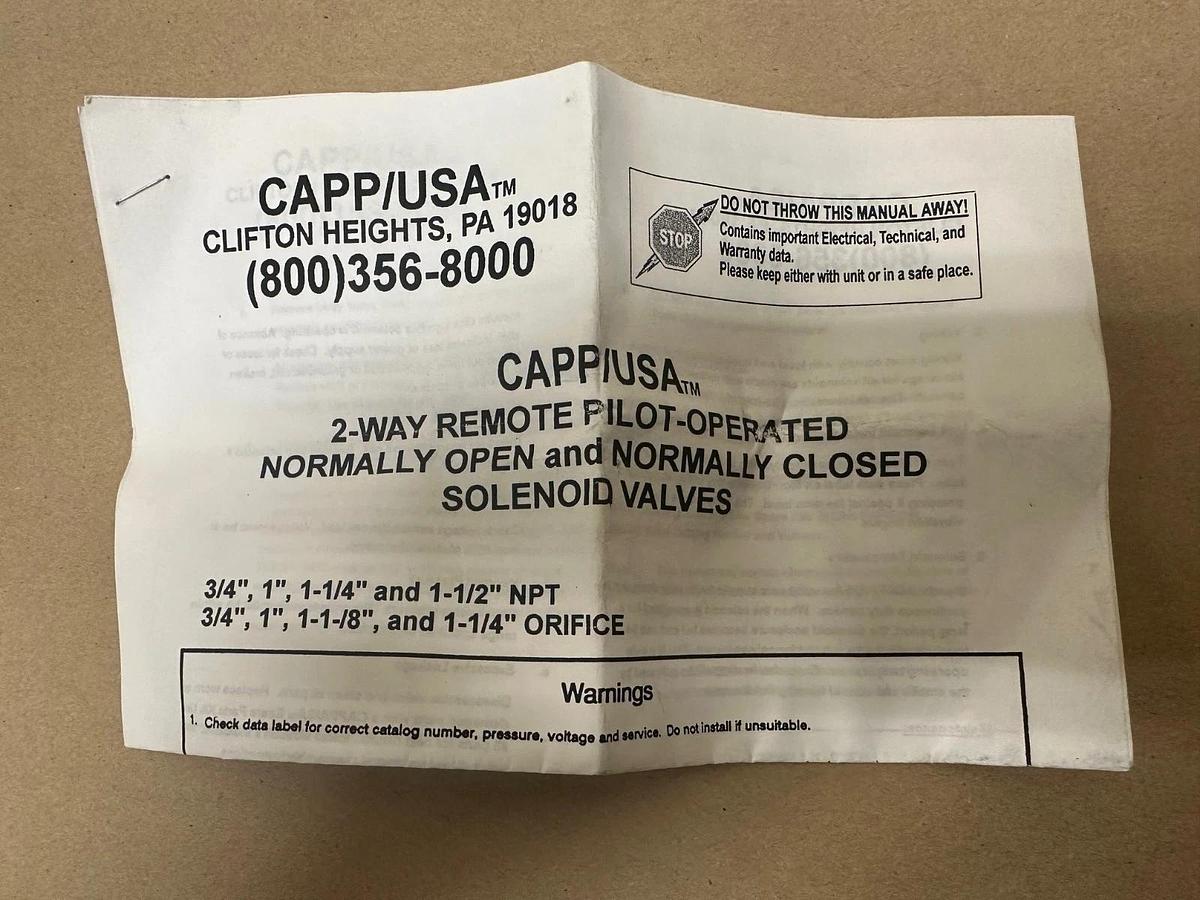 CAPP/USA™
CLIFTON HEIGHTS, PA 19018
(800)356-8000
STOP
DO NOT THROW THIS MANUAL AWAY!
Contains important Electrical, Technical, and
Warranty data.
Please keep either with unit or in a safe place.
CAPP/USA™
2-WAY REMOTE PILOT-OPERATED
NORMALLY OPEN and NORMALLY CLOSED
SOLENOID VALVES
3/4", 1", 1-1/4" and 1-1/2" NPT
3/4", 1", 1-1-/8", and 1-1/4" ORIFICE
Warnings
1. Check data label for correct catalog number, pressure, voltage and service. Do not install if unsuitable.